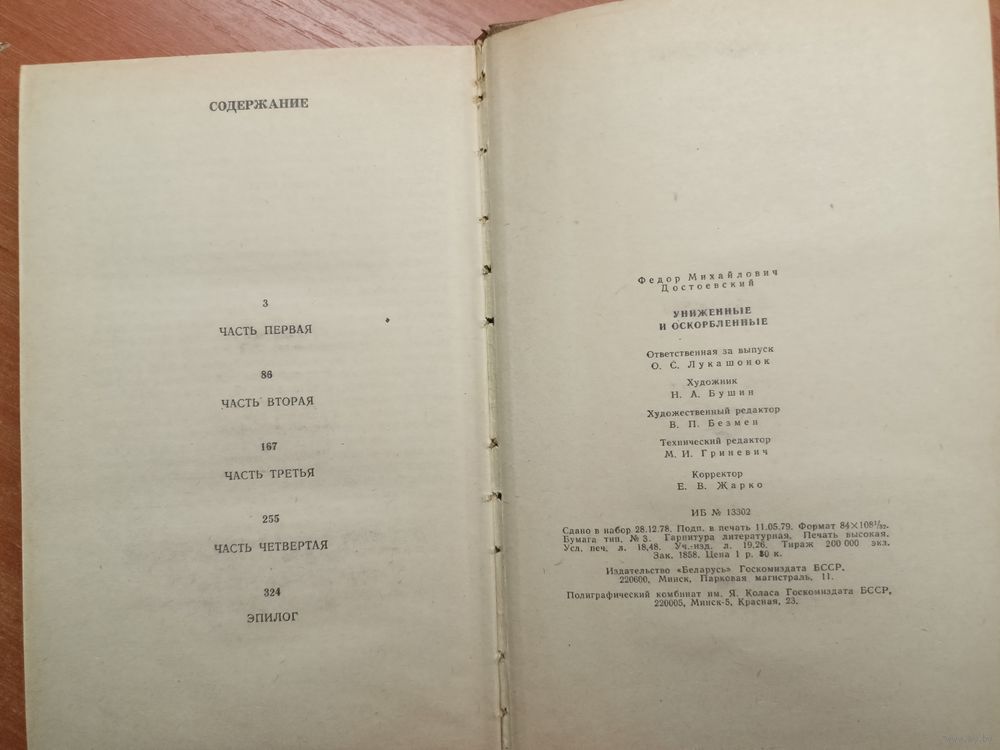 СОДЕРЖАНИЕ
3
ЧАСТЬ ПЕРВАЯ
86
ЧАСТЬ ВТОРАЯ
167
ЧАСТЬ ТРЕТЬЯ
255
ЧАСТЬ ЧЕТВЕРТАЯ
324
ЭПИЛОГ
Федор Михайлович
Достоевский
УНИЖЕННЫЕ
И ОСКОРБЛЕННЫЕ
Ответственная за выпуск
О. С. Лукашонок
Художник
Н. А. Бушин
Художественный редактор
В. П. Безмен
Технический редактор
М. И. Гриневич
Корректор
Е. В. Жарко
ИБ № 13302
Сдано в набор 28.12.78. Подп. в печать 11.05.79. Формат 84×108¹/₃₂.
Бумага тип. № 3. Гарнитура литературная. Печать высокая.
Усл. печ. л. 18,48. Уч.-изд. л. 19,26. Тираж 200 000 экз.
Зак. 1858. Цена 1 р. 80 к.
Издательство «Беларусь» Госкомиздата БССР.
220600, Минск, Парковая магистраль, 11.
Полиграфический комбинат им. Я. Коласа Госкомиздата БССР,
220005, Минск-5, Красная, 23.